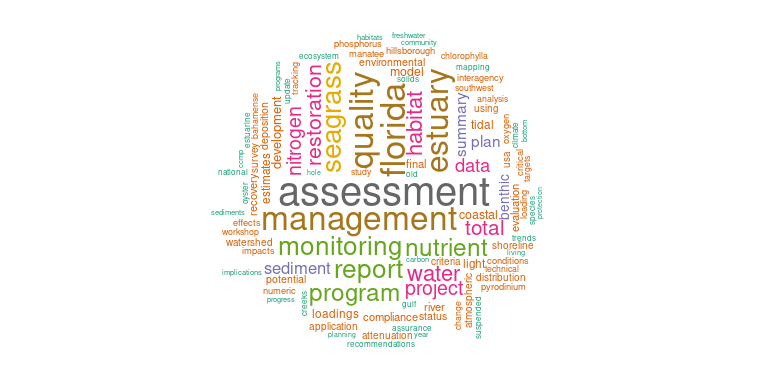 habitats
freshwater
phosphorus
community
manatee
hillsborough
ecosystem
environmental
chlorophylla
model
mapping
solids
interagency
southwest
programs
tracking
update
restoration
seagrass
quality
florida
habitat
estuary
summary
analysis
using
nitrogen
development
deposition
estimates
bahamense
estuarine
survey
recovery
ccmp
tidal
plan
oxygen
climate
bottom
national
hole
study
final
old
data
usa
critical
targets
oyster
assessment
benthic
evaluation
loading
species
protection
sediments
management
coastal
effects
total
workshop
watershed
monitoring
nutrient
trends
shoreline
impacts
living
carbon
criteria
light
conditions
technical
implications
sediment
report
water
distribution
potential
project
atmospheric
pyrodinium
numeric
program
progress
creeks
gulf
river
change
suspended
loadings
compliance
status
application
assurance
planning
attenuation
year
recommendations